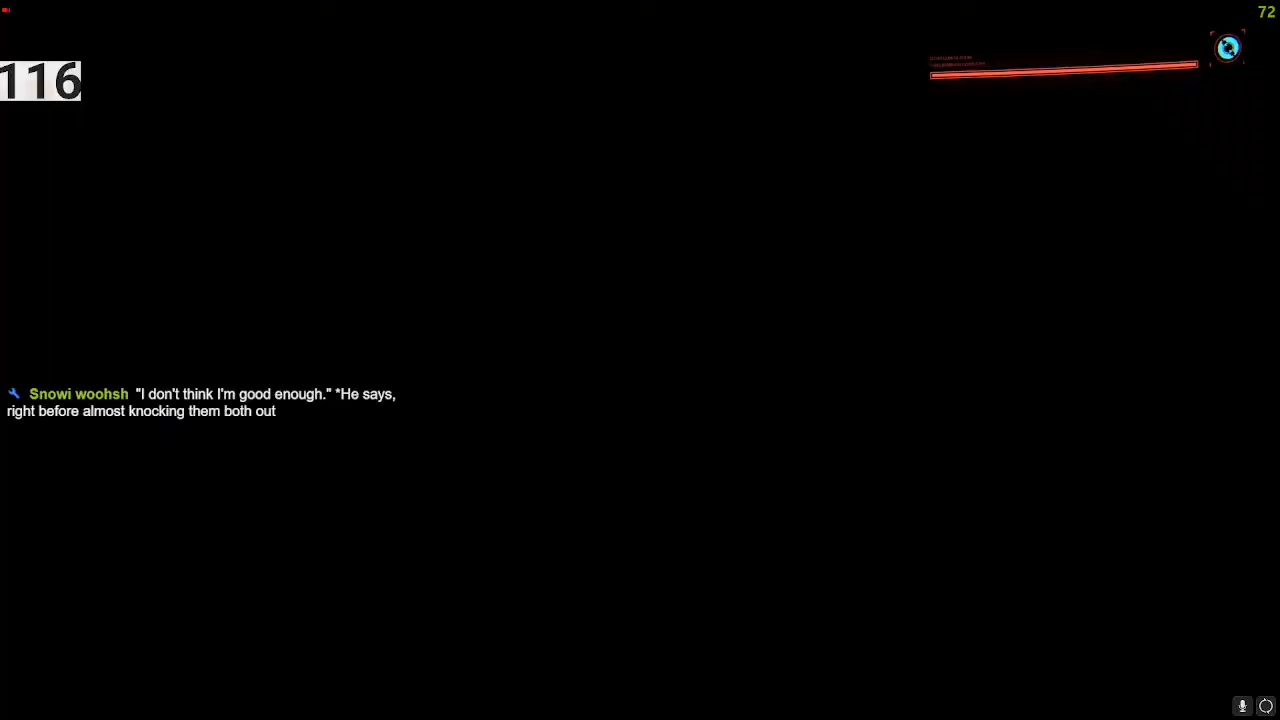 72
116
Snowi woohsh "I don't think I'm good enough." *He says,
right before almost knocking them both out